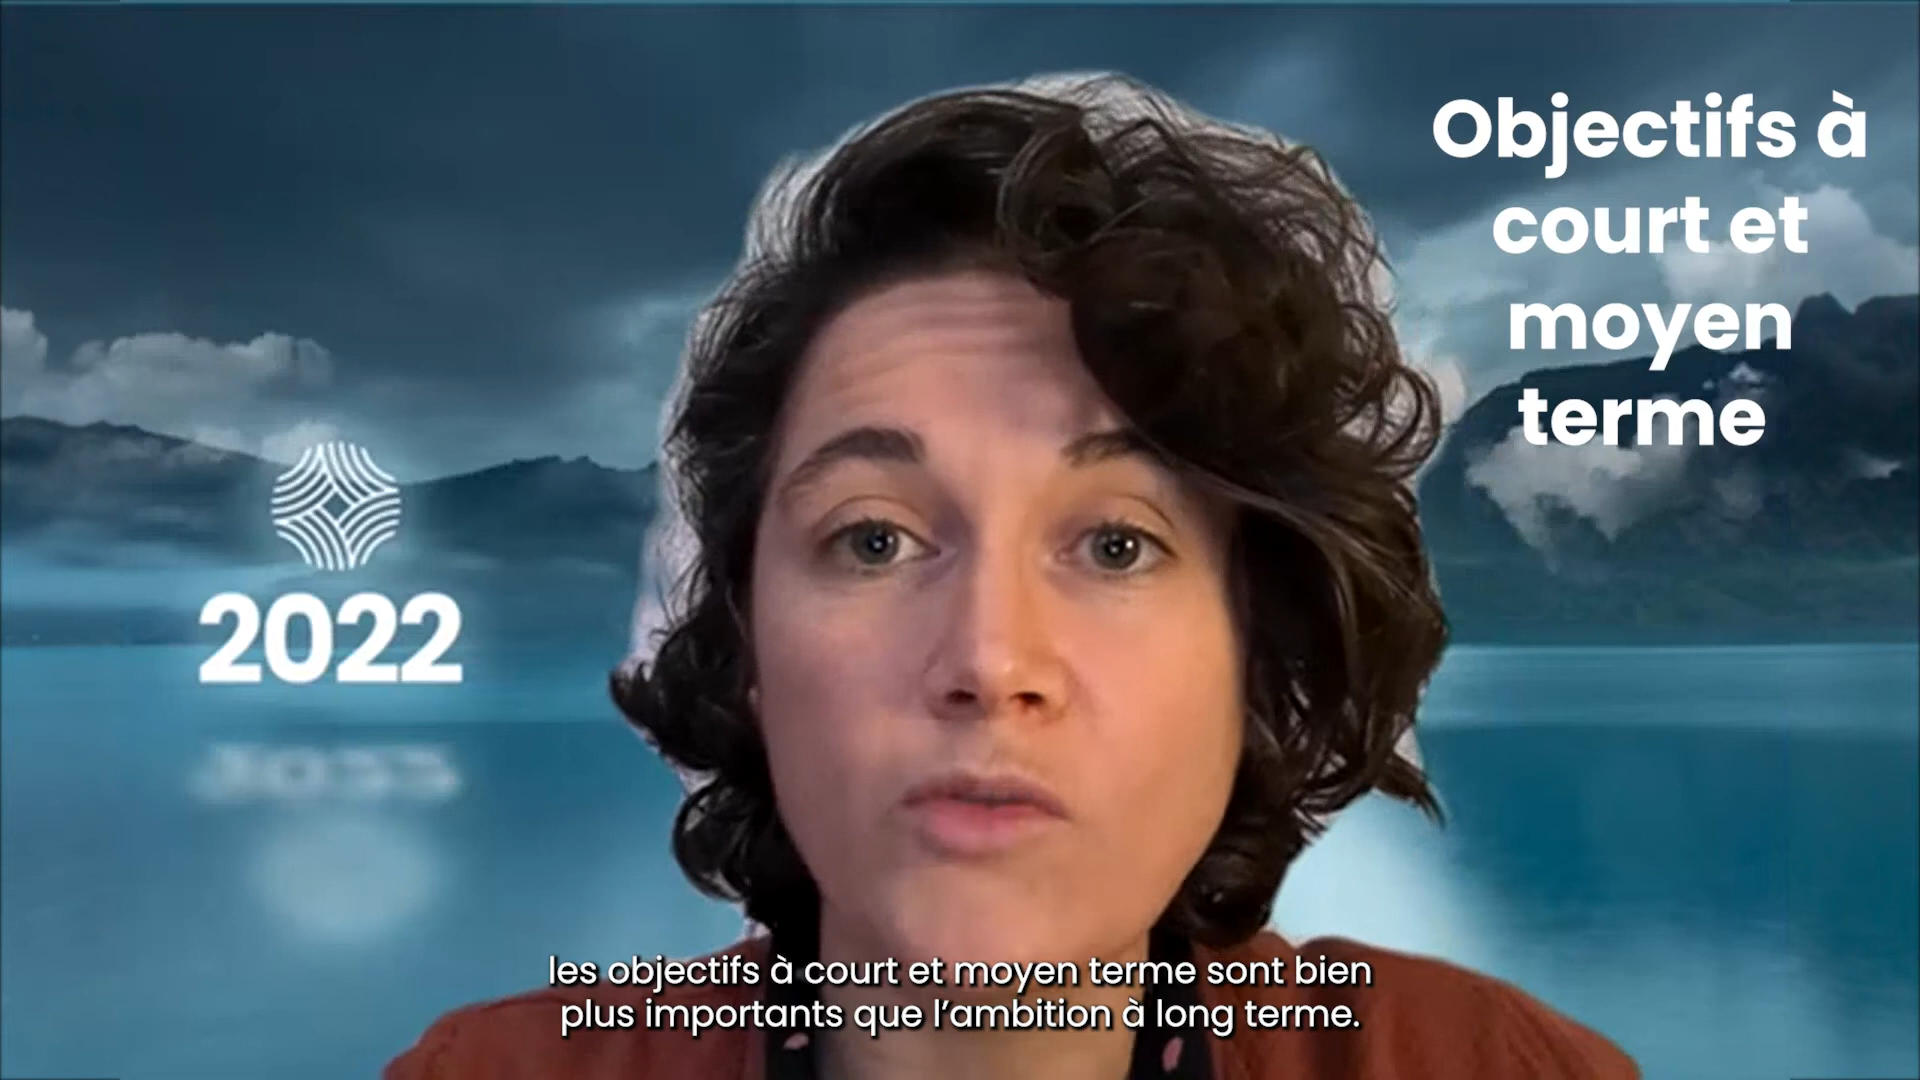 Objectifs à
court et
moyen
terme
2022
les objectifs à court et moyen terme sont bien
plus importants que l’ambition à long terme.